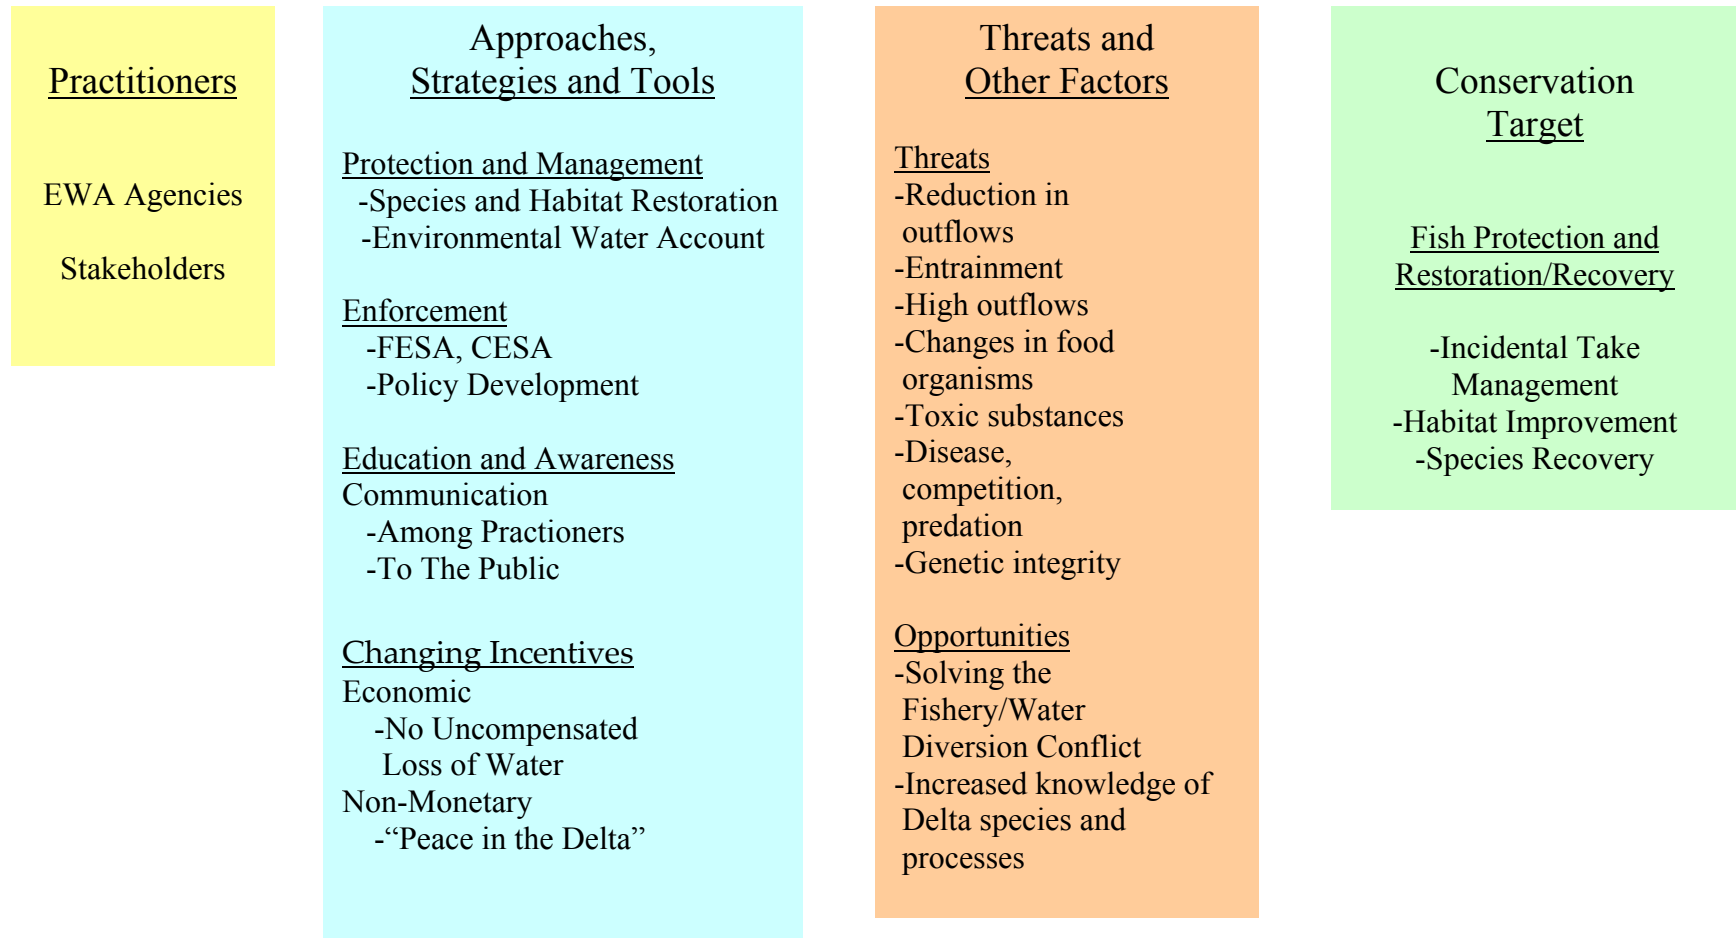 Practitioners
EWA Agencies
Stakeholders
Approaches,
Strategies and Tools
Protection and Management
-Species and Habitat Restoration
-Environmental Water Account
Enforcement
-FESA, CESA
-Policy Development
Education and Awareness
Communication
-Among Practioners
-To The Public
Changing Incentives
Economic
-No Uncompensated
Loss of Water
Non-Monetary
-“Peace in the Delta”
Threats and
Other Factors
Threats
-Reduction in
outflows
-Entrainment
-High outflows
-Changes in food
organisms
-Toxic substances
-Disease,
competition,
predation
-Genetic integrity
Opportunities
-Solving the
Fishery/Water
Diversion Conflict
-Increased knowledge of
Delta species and
processes
Conservation
Target
Fish Protection and
Restoration/Recovery
-Incidental Take
Management
-Habitat Improvement
-Species Recovery